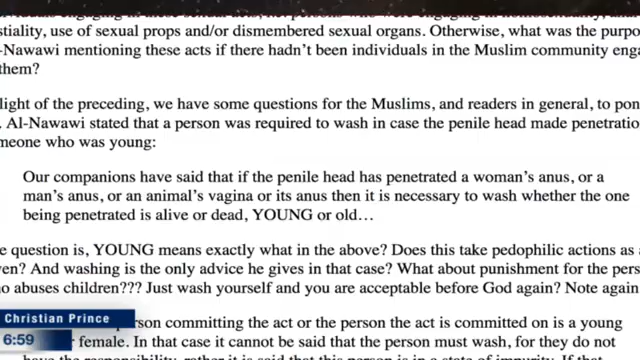 engaging in these sexual acts,
stiality, use of sexual props and/or dismembered sexual organs. Otherwise, what was the purpo
-Nawawi mentioning these acts if there hadn't been individuals in the Muslim community enga
them?
light of the preceding, we have some questions for the Muslims, and readers in general, to pon
. Al-Nawawi stated that a person was required to wash in case the penile head made penetratio
meone who was young:
Our companions have said that if the penile head has penetrated a woman's anus, or a
man's anus, or an animal's vagina or its anus then it is necessary to wash whether the one
being penetrated is alive or dead, YOUNG or old…
e question is, YOUNG means exactly what in the above? Does this take pedophilic actions as a
ven? And washing is the only advice he gives in that case? What about punishment for the pers
ho abuses children??? Just wash yourself and you are acceptable before God again? Note again
Christian Prince
rson committing the act or the person the act is committed on is a young
6:59
r female. In that case it cannot be said that the person must wash, for they do not
have the responsibility, rather it is said that this person is in a state of impurity. If that